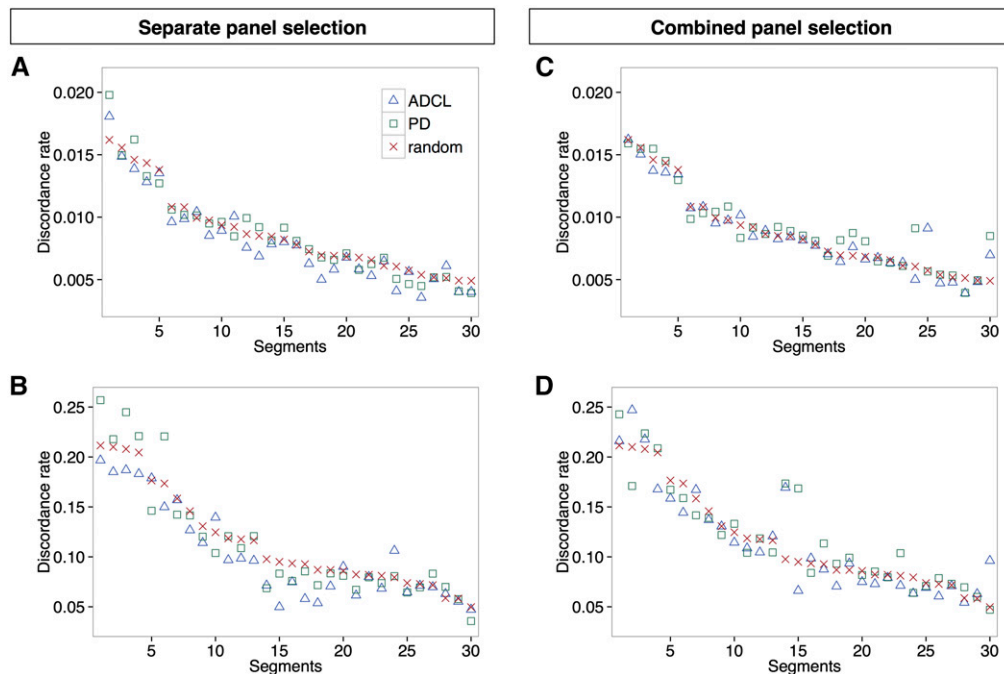 Separate panel selection
Combined panel selection
A
0.020
0.015
0.010
0.005
Discordance rate
ADCL
PD
random
5 10 15 20 25 30
Segments
C
0.020
0.015
0.010
0.005
Discordance rate
5 10 15 20 25 30
Segments
B
0.25
0.20
0.15
0.10
0.05
Discordance rate
5 10 15 20 25 30
Segments
D
0.25
0.20
0.15
0.10
0.05
Discordance rate
5 10 15 20 25 30
Segments